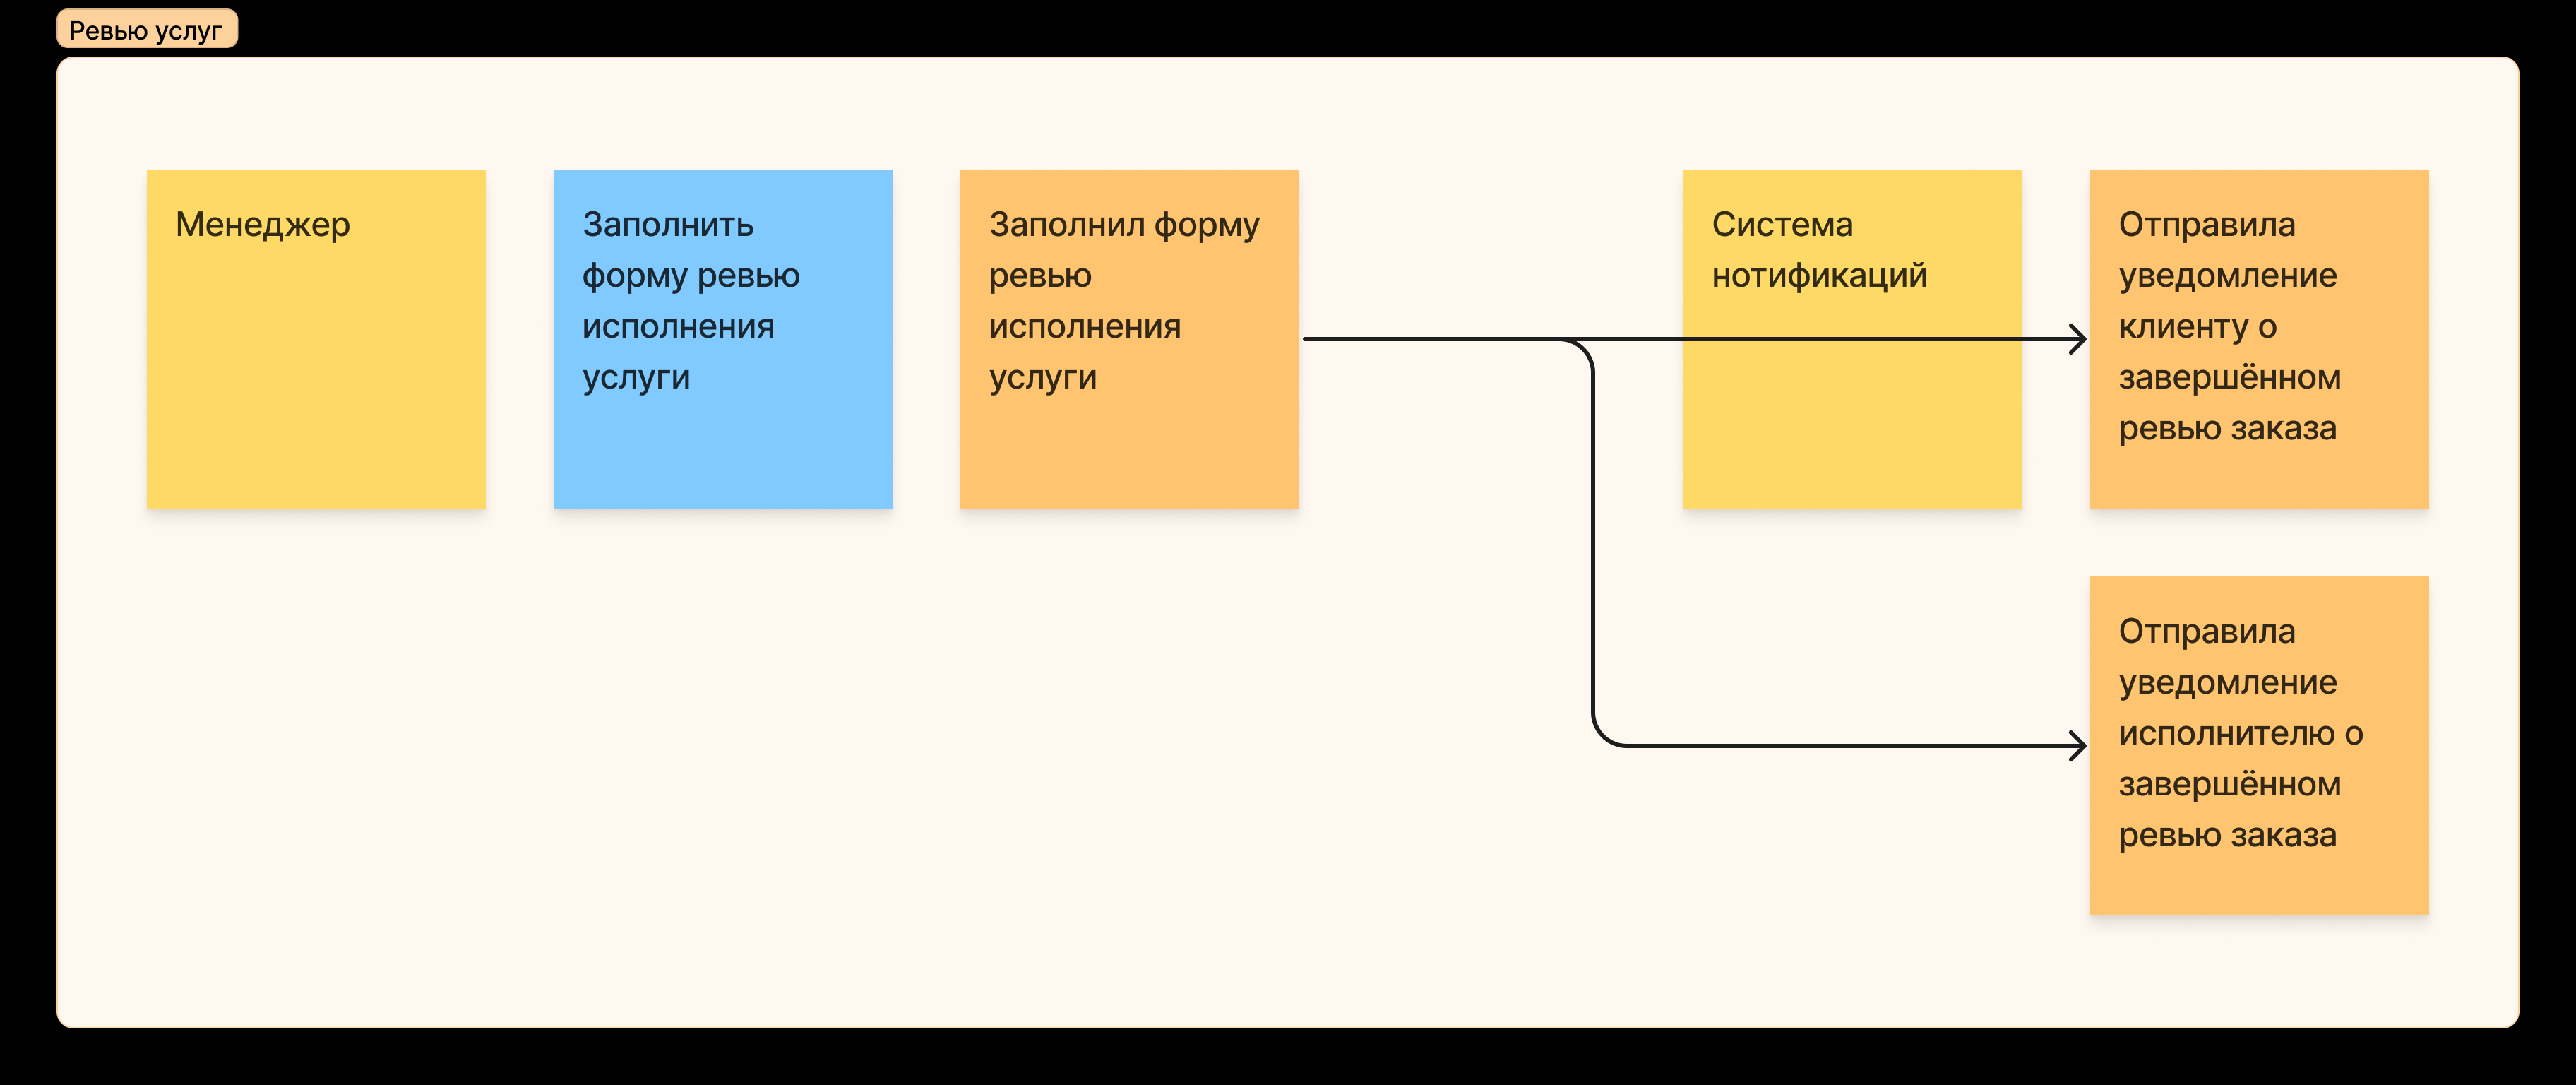 Ревью услуг
Менеджер
Заполнить
форму ревью
исполнения
услуги
Заполнил форму
ревью
исполнения
услуги
Система
нотификаций
Отправила
уведомление
клиенту о
завершённом
ревью заказа
Отправила
уведомление
исполнителю о
завершённом
ревью заказа